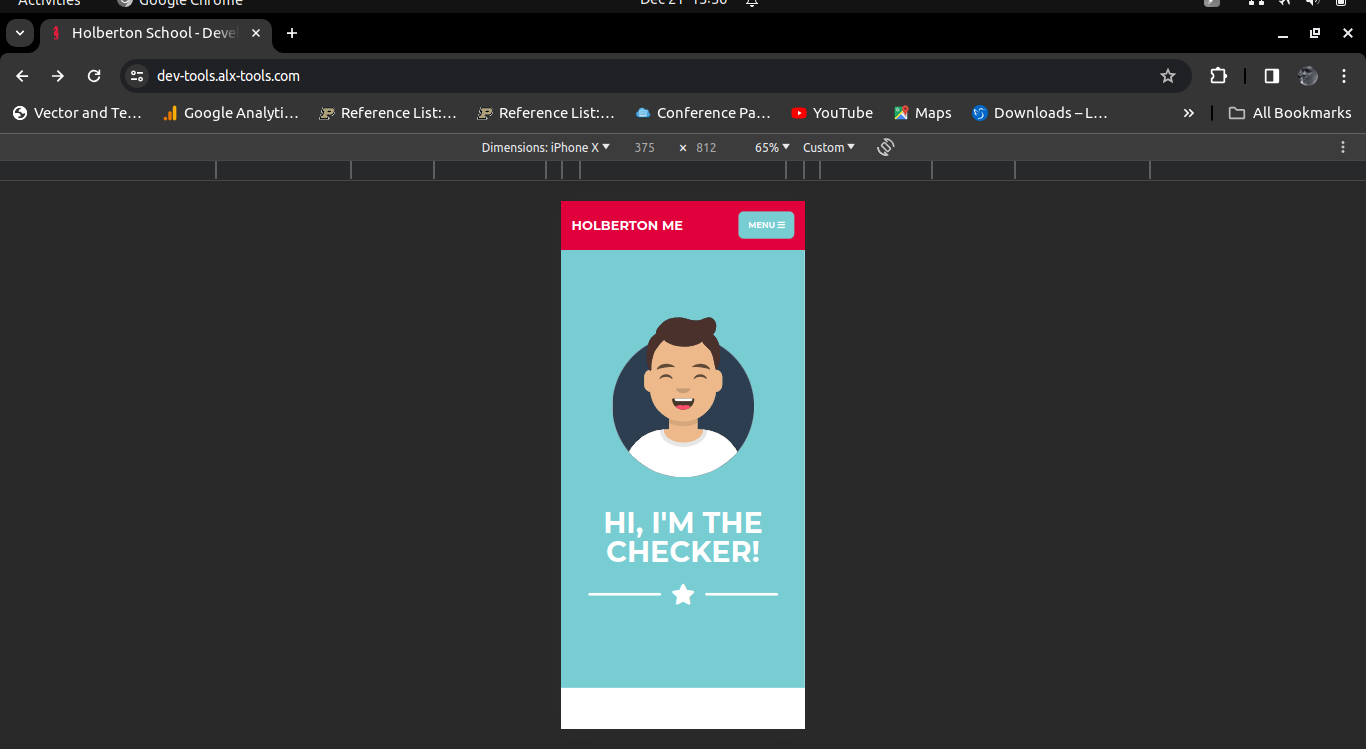 Activities Google Chrome Dec 21 15:50
Holberton School - Devel
dev-tools.alx-tools.com
Vector and Te… Google Analyti… Reference List:… Reference List:… Conference Pa… YouTube Maps Downloads – L… » All Bookmarks
Dimensions: iPhone X 375 × 812 65% Custom
HOLBERTON ME MENU
HI, I'M THE
CHECKER!